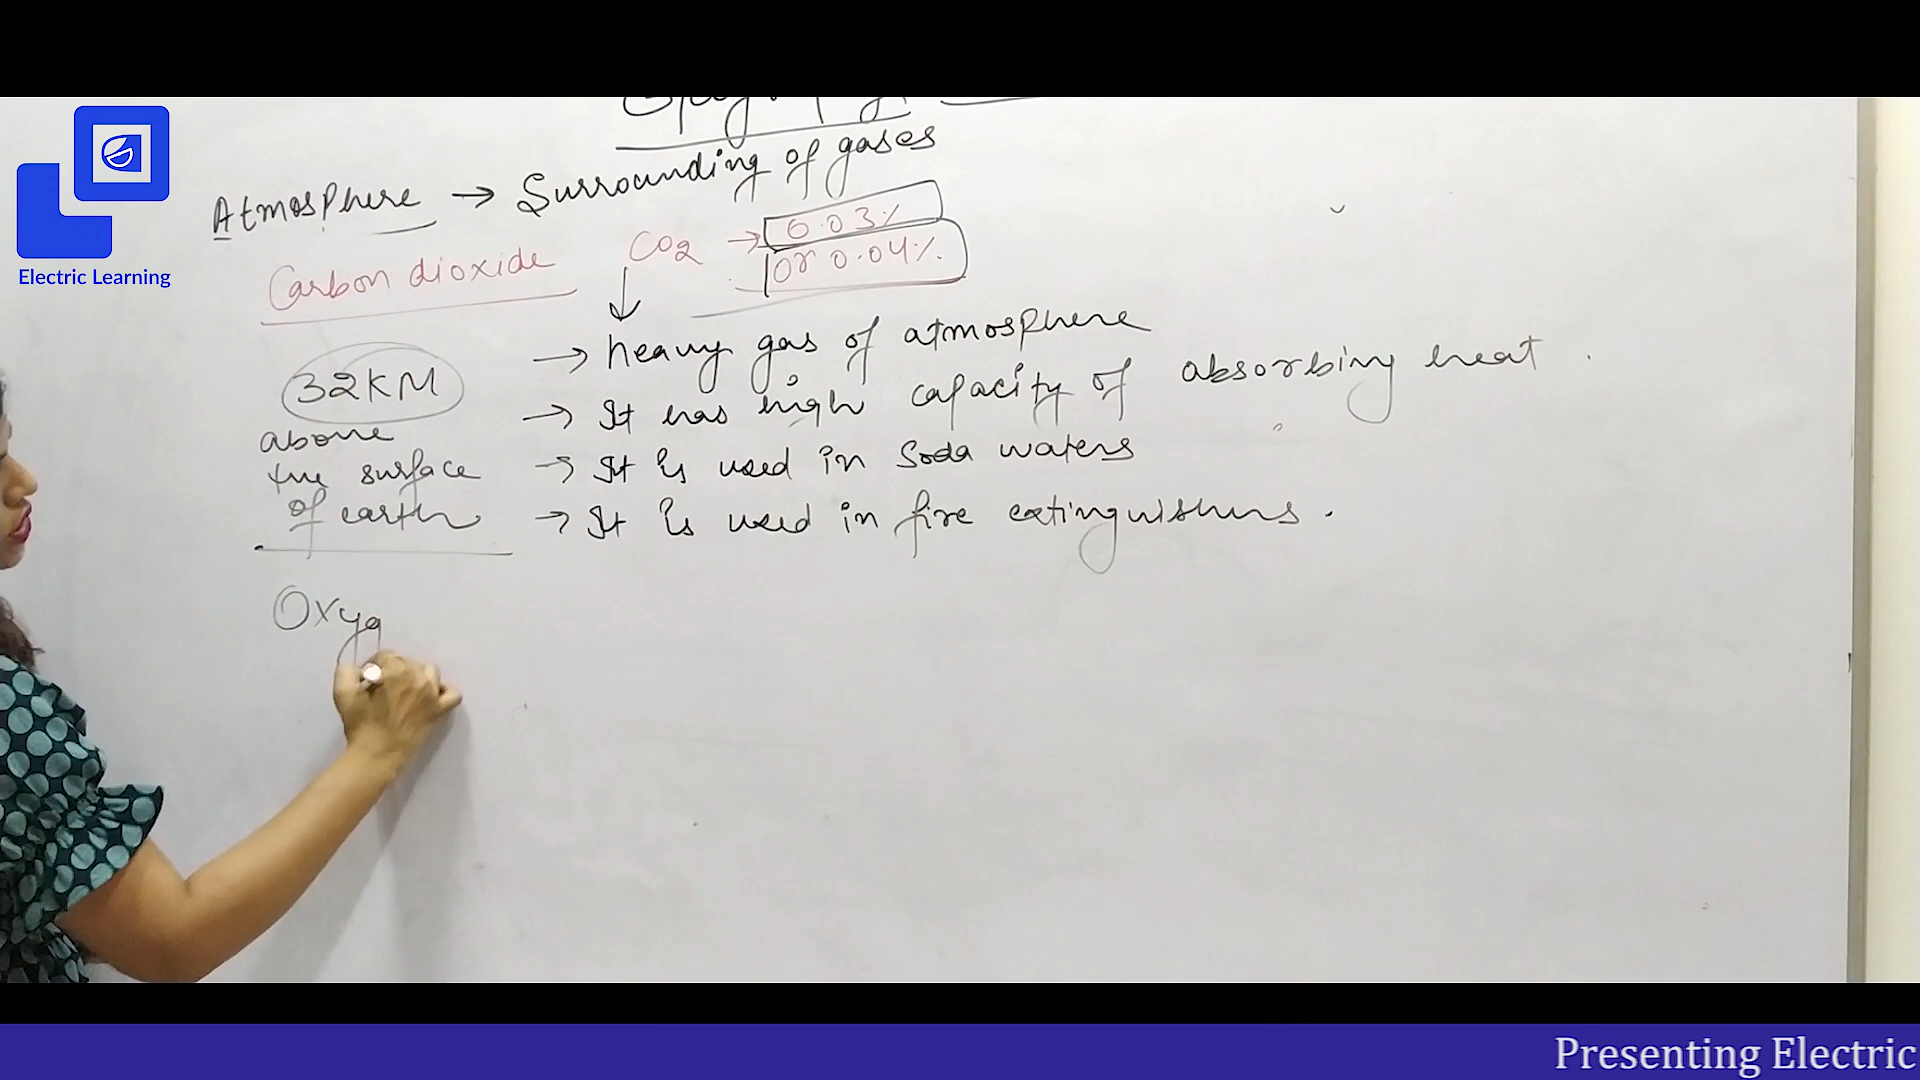 Atmosphere → Surrounding of gases
Carbon dioxide CO2 → 0.03%
Or 0.04%.
→ heavy gas of atmosphere
→ It has high capacity of absorbing heat.
→ It is used in Soda waters
→ It is used in fire extinguishers.
32KM
above
the surface
of earth
Oxyg
Electric Learning
Presenting Electric